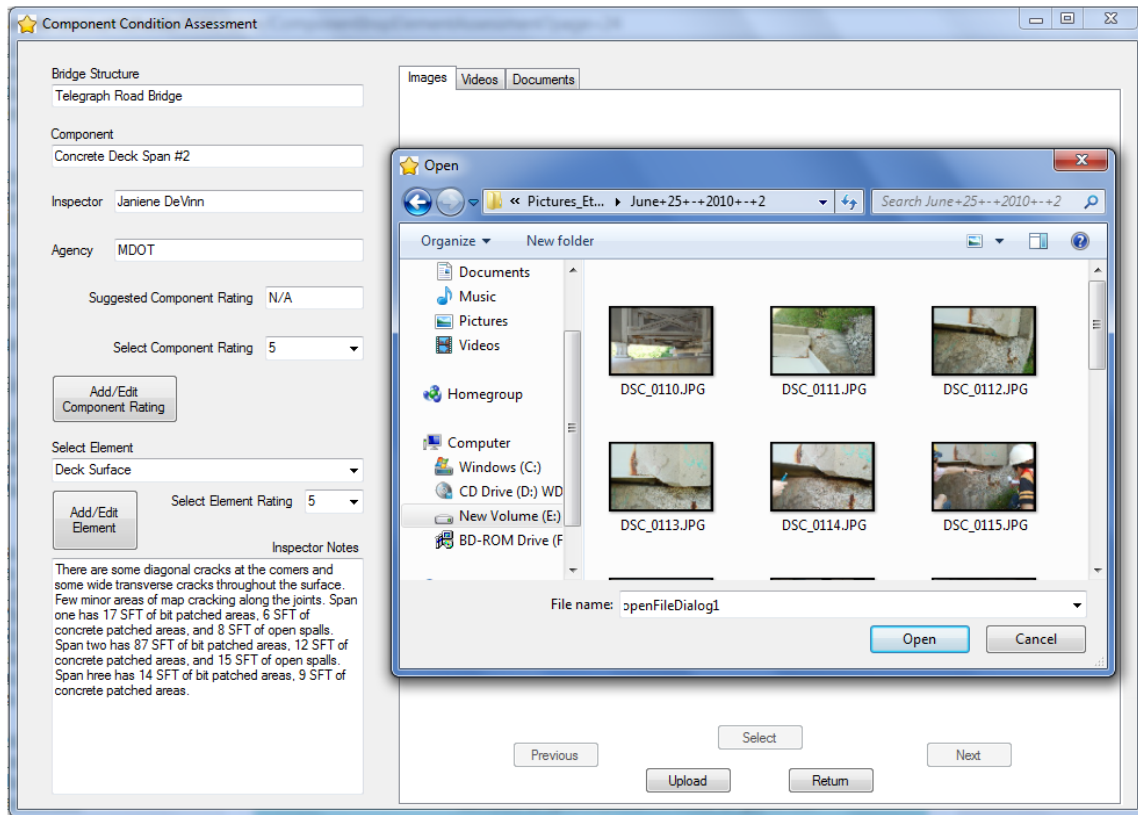 Component Condition Assessment
Bridge Structure
Telegraph Road Bridge
Component
Concrete Deck Span #2
Inspector Janiene DeVinn
Agency MDOT
Suggested Component Rating N/A
Select Component Rating 5
Add/Edit
Component Rating
Select Element
Deck Surface
Add/Edit
Element
Select Element Rating 5
Inspector Notes
There are some diagonal cracks at the corners and
some wide transverse cracks throughout the surface.
Few minor areas of map cracking along the joints. Span
one has 17 SFT of bit patched areas, 6 SFT of
concrete patched areas, and 8 SFT of open spalls.
Span two has 87 SFT of bit patched areas, 12 SFT of
concrete patched areas, and 15 SFT of open spalls.
Span hree has 14 SFT of bit patched areas, 9 SFT of
concrete patched areas.
Images Videos Documents
Open
« Pictures_Et... June+25+-+2010+-+2 Search June+25+-+2010+-+2
Organize New folder
Documents
Music
Pictures
Videos
Homegroup
Computer
Windows (C:)
CD Drive (D:) WD
New Volume (E:)
BD-ROM Drive (F
DSC_0110.JPG DSC_0111.JPG DSC_0112.JPG
DSC_0113.JPG DSC_0114.JPG DSC_0115.JPG
File name: openFileDialog1
Open Cancel
Select
Previous Next
Upload Return